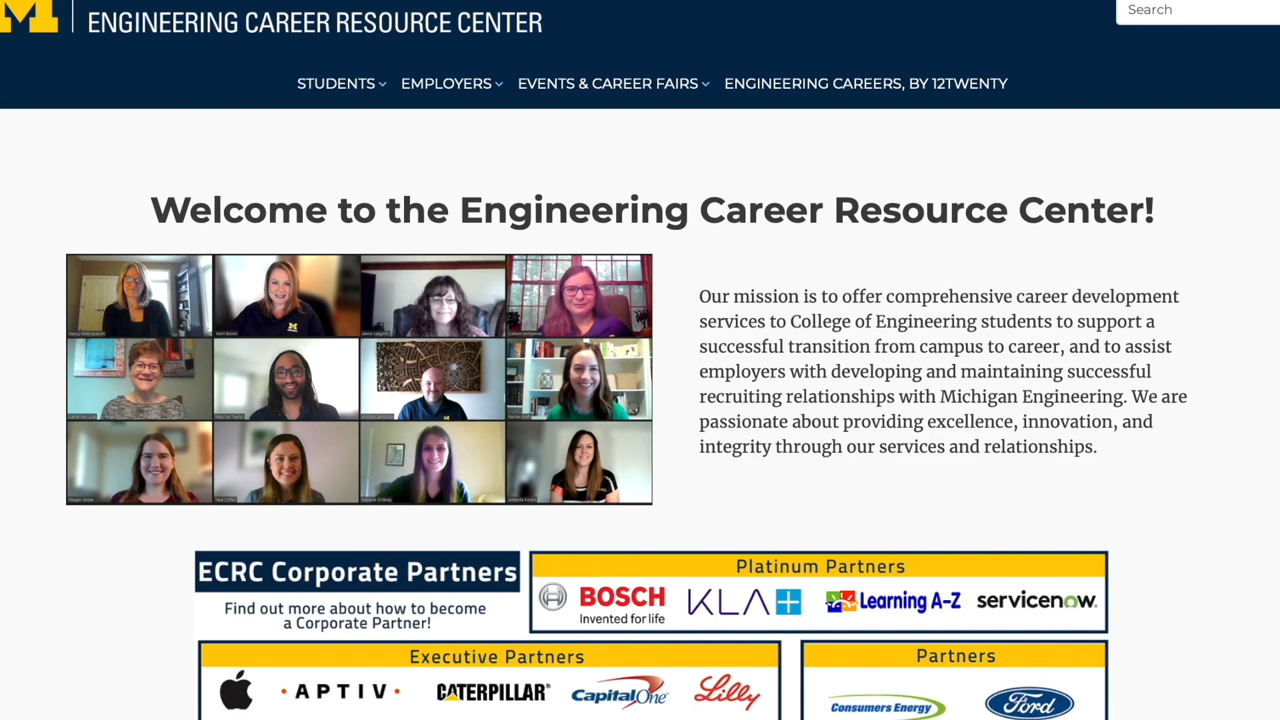 M
ENGINEERING CAREER RESOURCE CENTER
Search
STUDENTS
EMPLOYERS
EVENTS & CAREER FAIRS
ENGINEERING CAREERS, BY 12TWENTY
Welcome to the Engineering Career Resource Center!
Our mission is to offer comprehensive career development
services to College of Engineering students to support a
successful transition from campus to career, and to assist
employers with developing and maintaining successful
recruiting relationships with Michigan Engineering. We are
passionate about providing excellence, innovation, and
integrity through our services and relationships.
ECRC Corporate Partners
Find out more about how to become
a Corporate Partner!
Platinum Partners
BOSCH
Invented for life
KLA
Learning A-Z
servicenow
Executive Partners
APTIV
CATERPILLAR
Capital One
Lilly
Partners
Consumers Energy
Ford